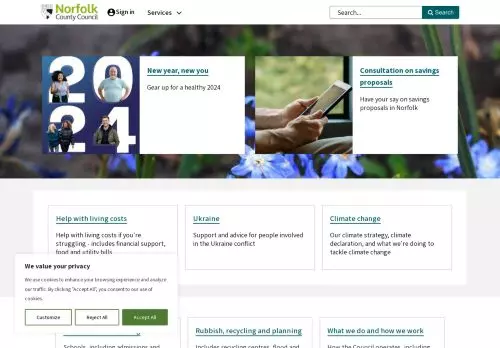 Norfolk
County Council
Sign in
Services
Search...
Search
20
24
New year, new you
Gear up for a healthy 2024
Consultation on savings
proposals
Have your say on savings
proposals in Norfolk
Help with living costs
Help with living costs if you're
struggling - includes financial support,
food and utility bills
Ukraine
Support and advice for people involved
in the Ukraine conflict
Climate change
Our climate strategy, climate
declaration, and what we're doing to
tackle climate change
We value your privacy
We use cookies to enhance your browsing experience and analyze
our traffic. By clicking "Accept All", you consent to our use of
cookies.
Customize
Reject All
Accept All
Rubbish, recycling and planning
What we do and how we work
Schools, including admissions and
Includes recycling centres, flood and
How the Council operates, including